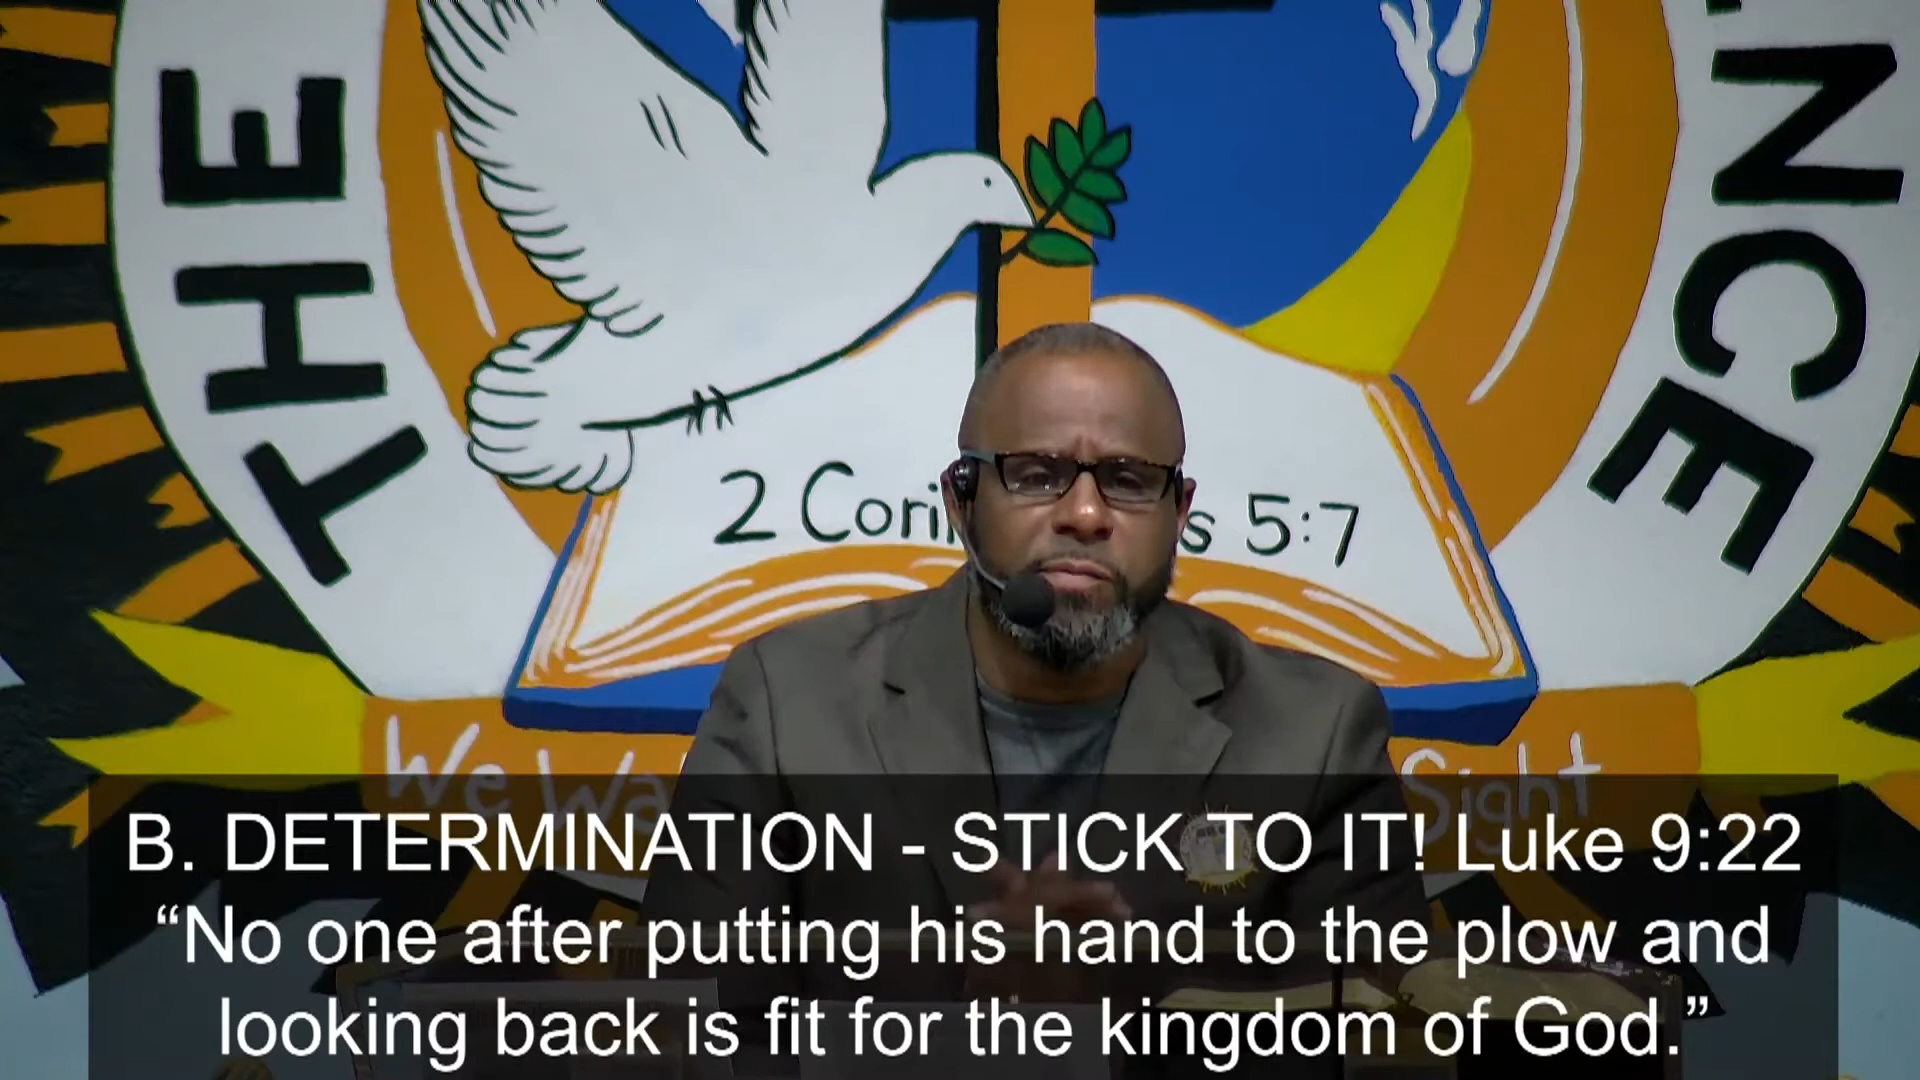 THE
NCE
2 Cori s 5:7
We Wa Sight
B. DETERMINATION - STICK TO IT! Luke 9:22
“No one after putting his hand to the plow and
looking back is fit for the kingdom of God.”